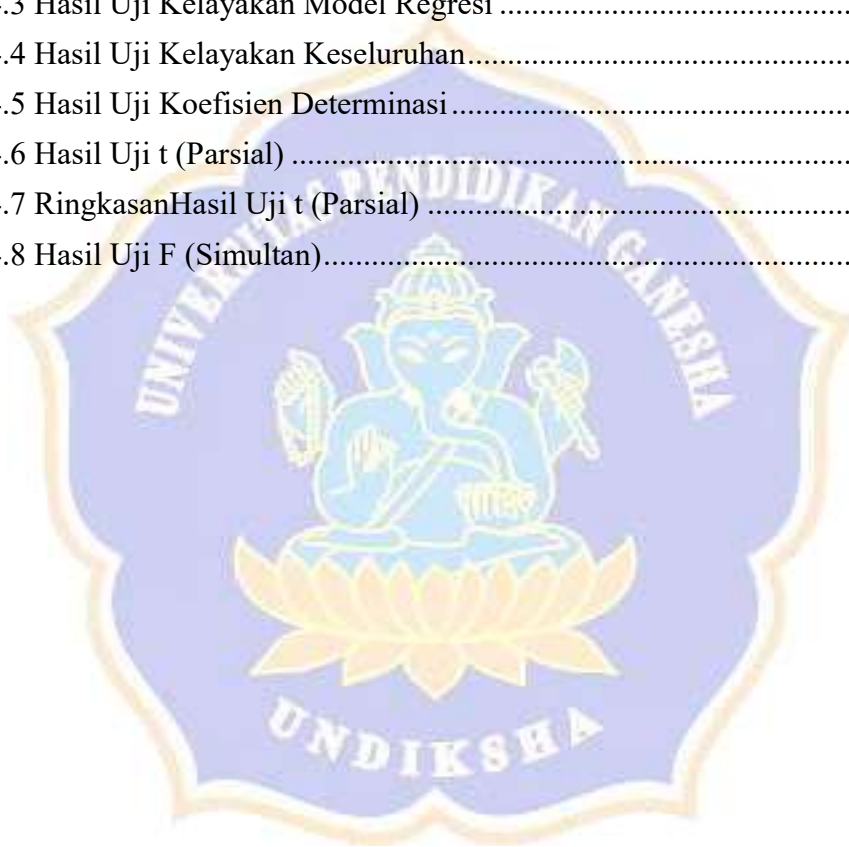 .3 Hasil Uji Kelayakan Model Regresi ................................................
.4 Hasil Uji Kelayakan Keseluruhan....................................................
.5 Hasil Uji Koefisien Determinasi......................................................
.6 Hasil Uji t (Parsial) ..........................................................................
.7 RingkasanHasil Uji t (Parsial) .........................................................
.8 Hasil Uji F (Simultan)......................................................................
UNIVERSITAS PENDIDIKAN GANESHA
UNDIKSHA